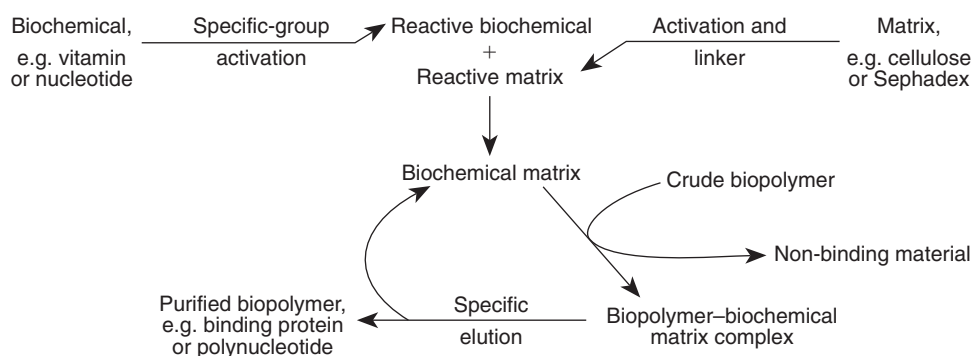 Biochemical,
e.g. vitamin
or nucleotide
Specific-group
activation
Reactive biochemical
+
Reactive matrix
Activation and
linker
Matrix,
e.g. cellulose
or Sephadex
Biochemical matrix
Crude biopolymer
Non-binding material
Purified biopolymer,
e.g. binding protein
or polynucleotide
Specific
elution
Biopolymer–biochemical
matrix complex